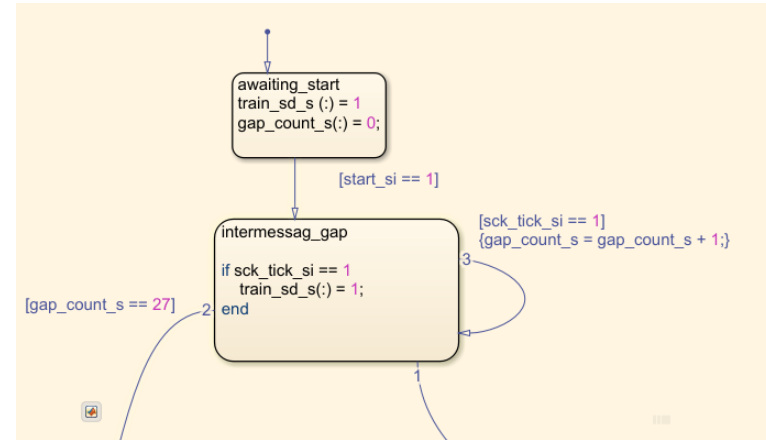 awaiting_start
train_sd_s (:) = 1
gap_count_s(:) = 0;
[start_si == 1]
intermessag_gap
if sck_tick_si == 1
train_sd_s(:) = 1;
end
[sck_tick_si == 1]
{gap_count_s = gap_count_s + 1;}
3
[gap_count_s == 27]
2
1